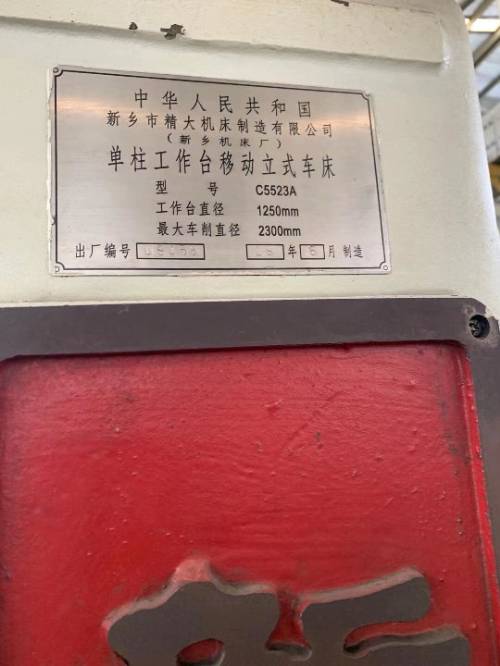 中华人民共和国
新乡市精大机床制造有限公司
（新乡机床厂）
单柱工作台移动立式车床
型 号 C5523A
工作台直径 1250mm
最大车削直径 2300mm
出厂编号 年 6 月 制造